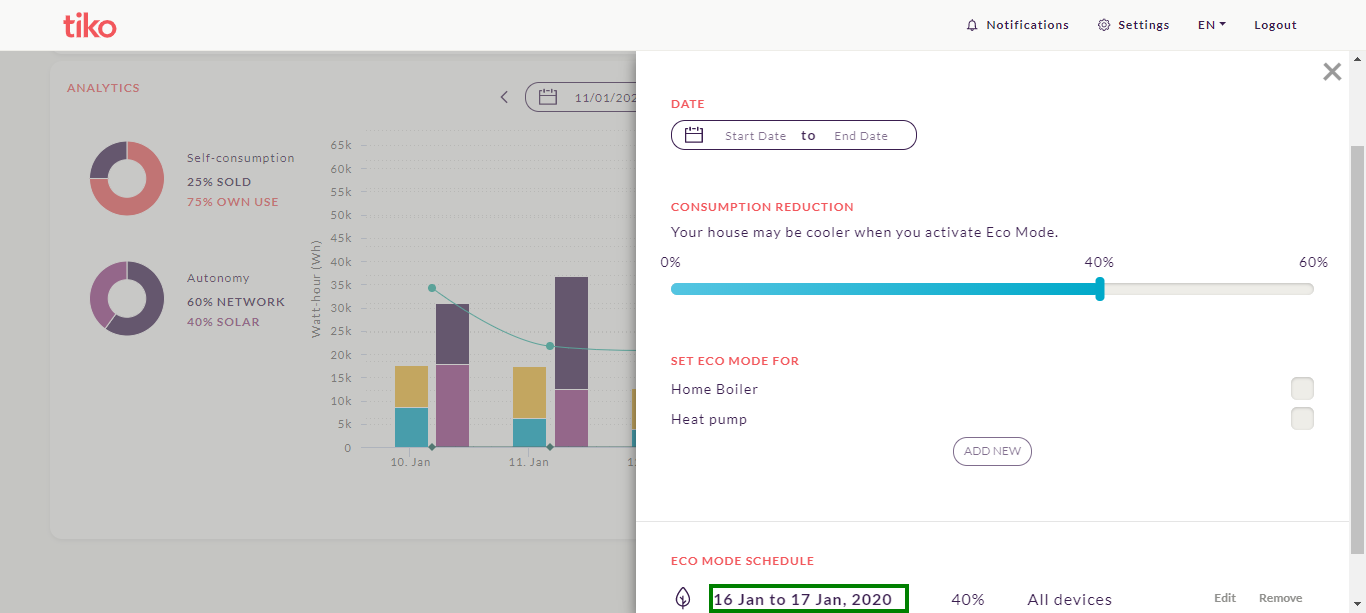 tiko
Notifications
Settings
EN
Logout
ANALYTICS
11/01/202
Self-consumption
25% SOLD
75% OWN USE
Autonomy
60% NETWORK
40% SOLAR
Watt-hour (Wh)
65k
60k
55k
50k
45k
40k
35k
30k
25k
20k
15k
10k
5k
0
10. Jan
11. Jan
DATE
Start Date to End Date
CONSUMPTION REDUCTION
Your house may be cooler when you activate Eco Mode.
0% 40% 60%
SET ECO MODE FOR
Home Boiler
Heat pump
ADD NEW
ECO MODE SCHEDULE
16 Jan to 17 Jan, 2020 40% All devices Edit Remove